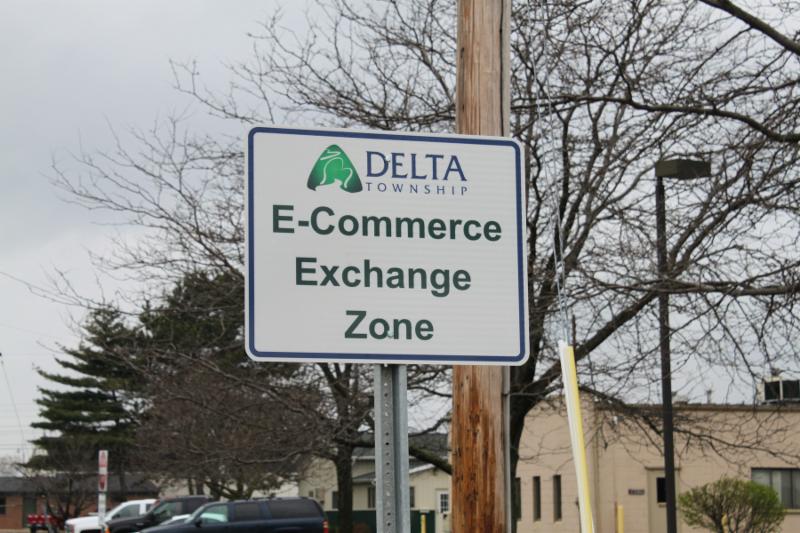 DELTA
TOWNSHIP
E-Commerce
Exchange
Zone